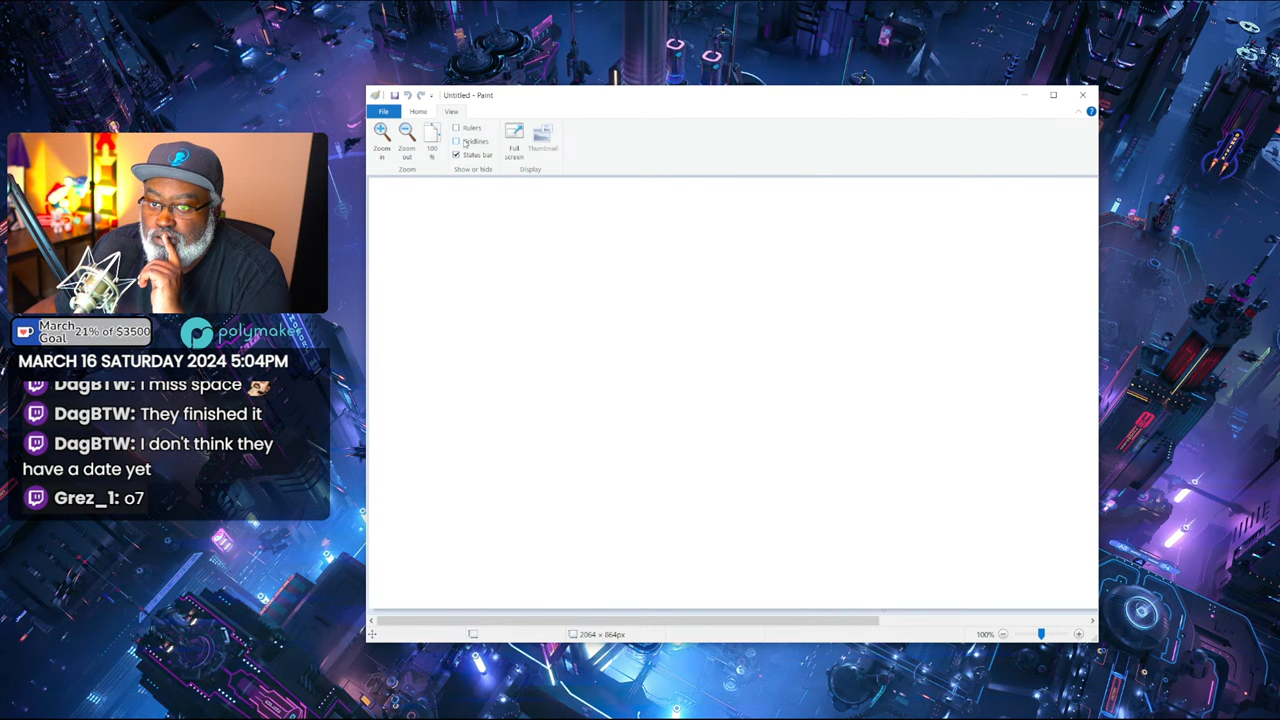 Untitled - Paint
File Home View
Zoom in
Zoom out
100 %
Rulers
Gridlines
Status bar
Full screen
Thumbnail
Zoom
Show or hide
Display
March Goal
21% of $3500
polymaker
MARCH 16 SATURDAY 2024 5:04PM
DagBTW: I miss space
DagBTW: They finished it
DagBTW: I don't think they
have a date yet
Grez_1: o7
2064 × 864px
100%